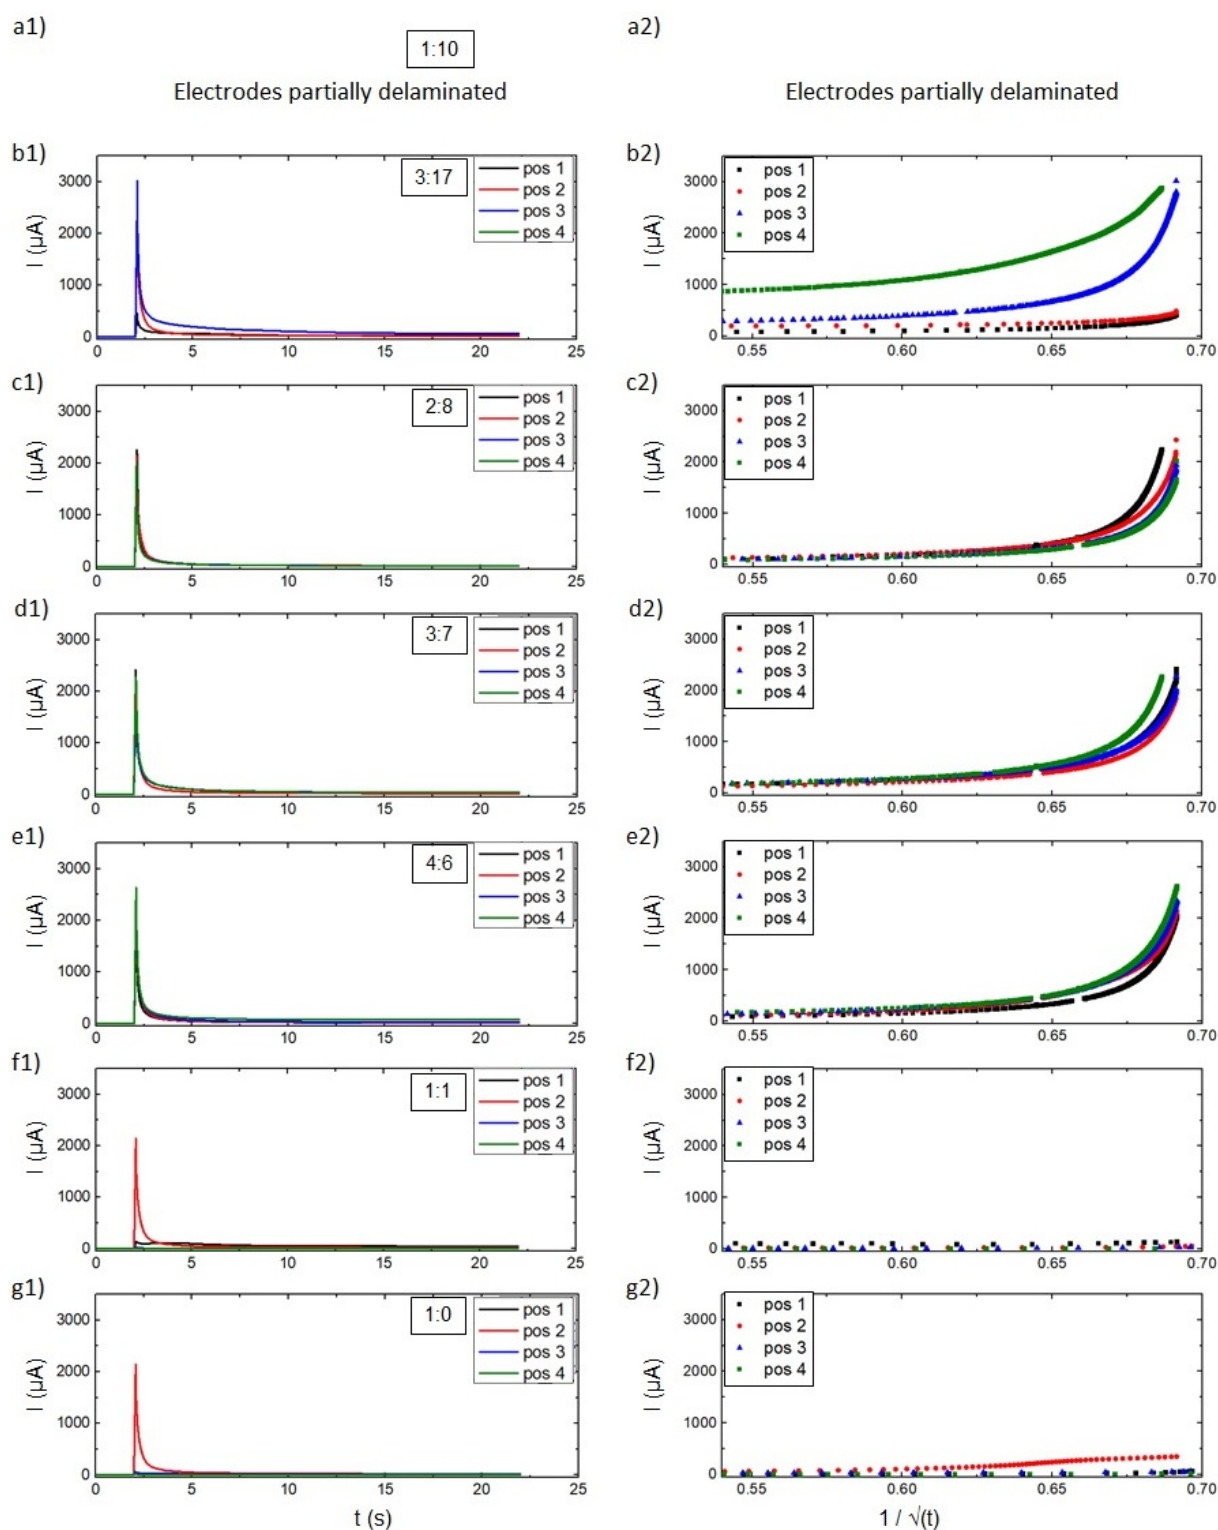 a1)
a2)
1:10
Electrodes partially delaminated
Electrodes partially delaminated
b1)
3:17
pos 1
pos 2
pos 3
pos 4
3000
2000
1000
0
I (µA)
0 5 10 15 20 25
b2)
pos 1
pos 2
pos 3
pos 4
3000
2000
1000
0
I (µA)
0.55 0.60 0.65 0.70
c1)
2:8
pos 1
pos 2
pos 3
pos 4
3000
2000
1000
0
I (µA)
0 5 10 15 20 25
c2)
pos 1
pos 2
pos 3
pos 4
3000
2000
1000
0
I (µA)
0.55 0.60 0.65 0.70
d1)
3:7
pos 1
pos 2
pos 3
pos 4
3000
2000
1000
0
I (µA)
0 5 10 15 20 25
d2)
pos 1
pos 2
pos 3
pos 4
3000
2000
1000
0
I (µA)
0.55 0.60 0.65 0.70
e1)
4:6
pos 1
pos 2
pos 3
pos 4
3000
2000
1000
0
I (µA)
0 5 10 15 20 25
e2)
pos 1
pos 2
pos 3
pos 4
3000
2000
1000
0
I (µA)
0.55 0.60 0.65 0.70
f1)
1:1
pos 1
pos 2
pos 3
pos 4
3000
2000
1000
0
I (µA)
0 5 10 15 20 25
f2)
pos 1
pos 2
pos 3
pos 4
3000
2000
1000
0
I (µA)
0.55 0.60 0.65 0.70
g1)
1:0
pos 1
pos 2
pos 3
pos 4
3000
2000
1000
0
I (µA)
0 5 10 15 20 25
t (s)
g2)
pos 1
pos 2
pos 3
pos 4
3000
2000
1000
0
I (µA)
0.55 0.60 0.65 0.70
1 / √(t)